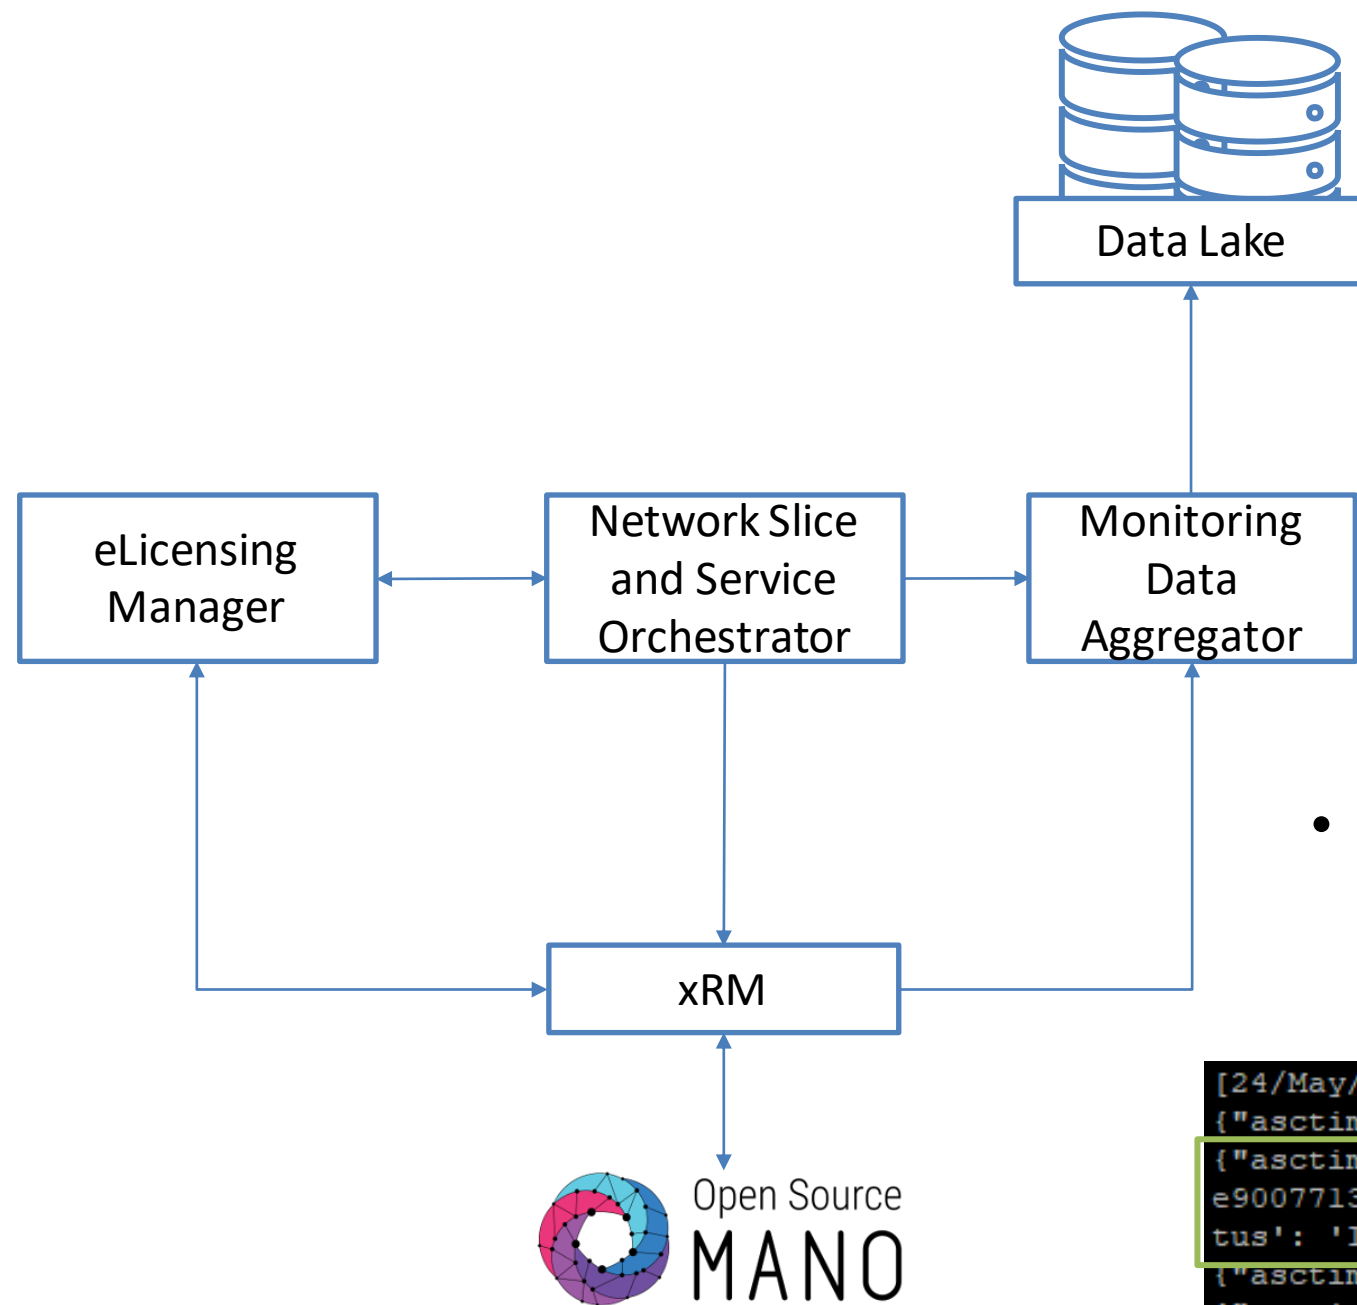 Data Lake
eLicensing
Manager
Network Slice
and Service
Orchestrator
Monitoring
Data
Aggregator
•
xRM
Open Source
MANO
[24/May/
{"asctim
{"asctim
e9007713
tus': 'I
{"asctim